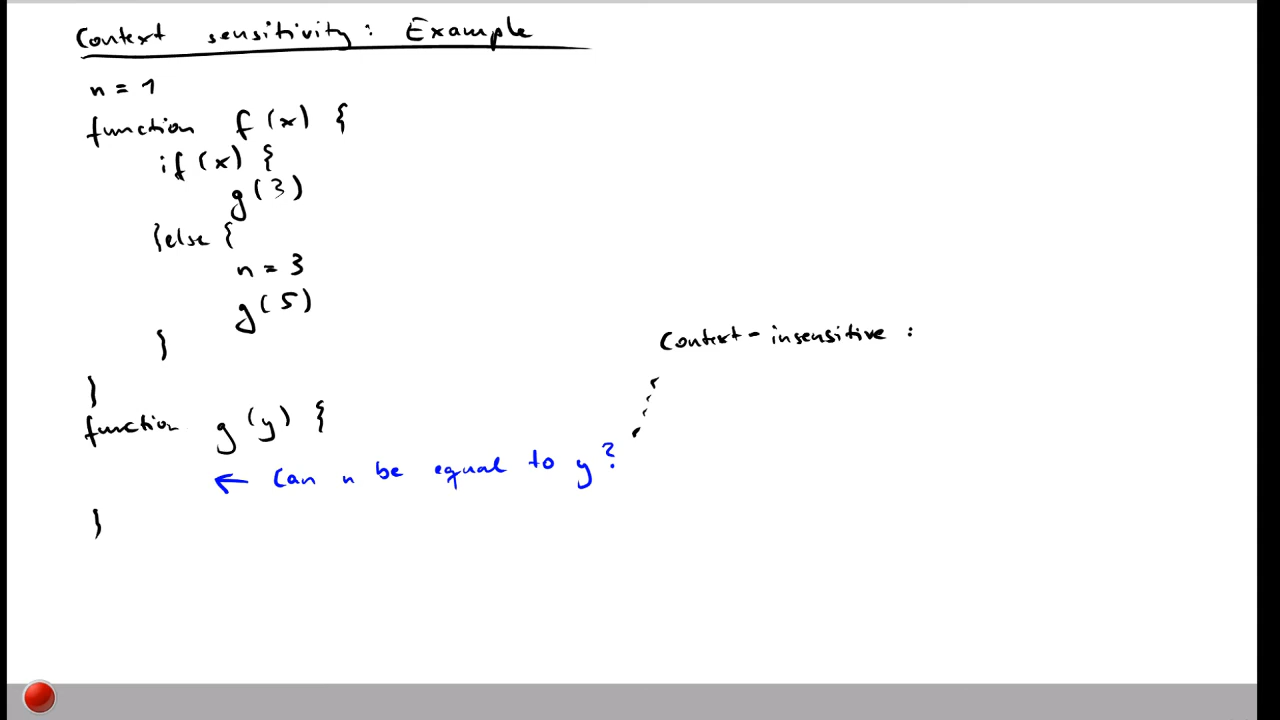 Context sensitivity: Example
n = 1
function f(x) {
if (x) {
g(3)
}else {
n = 3
g(5)
}
}
function g(y) {
← Can n be equal to y?
}
Context-insensitive: